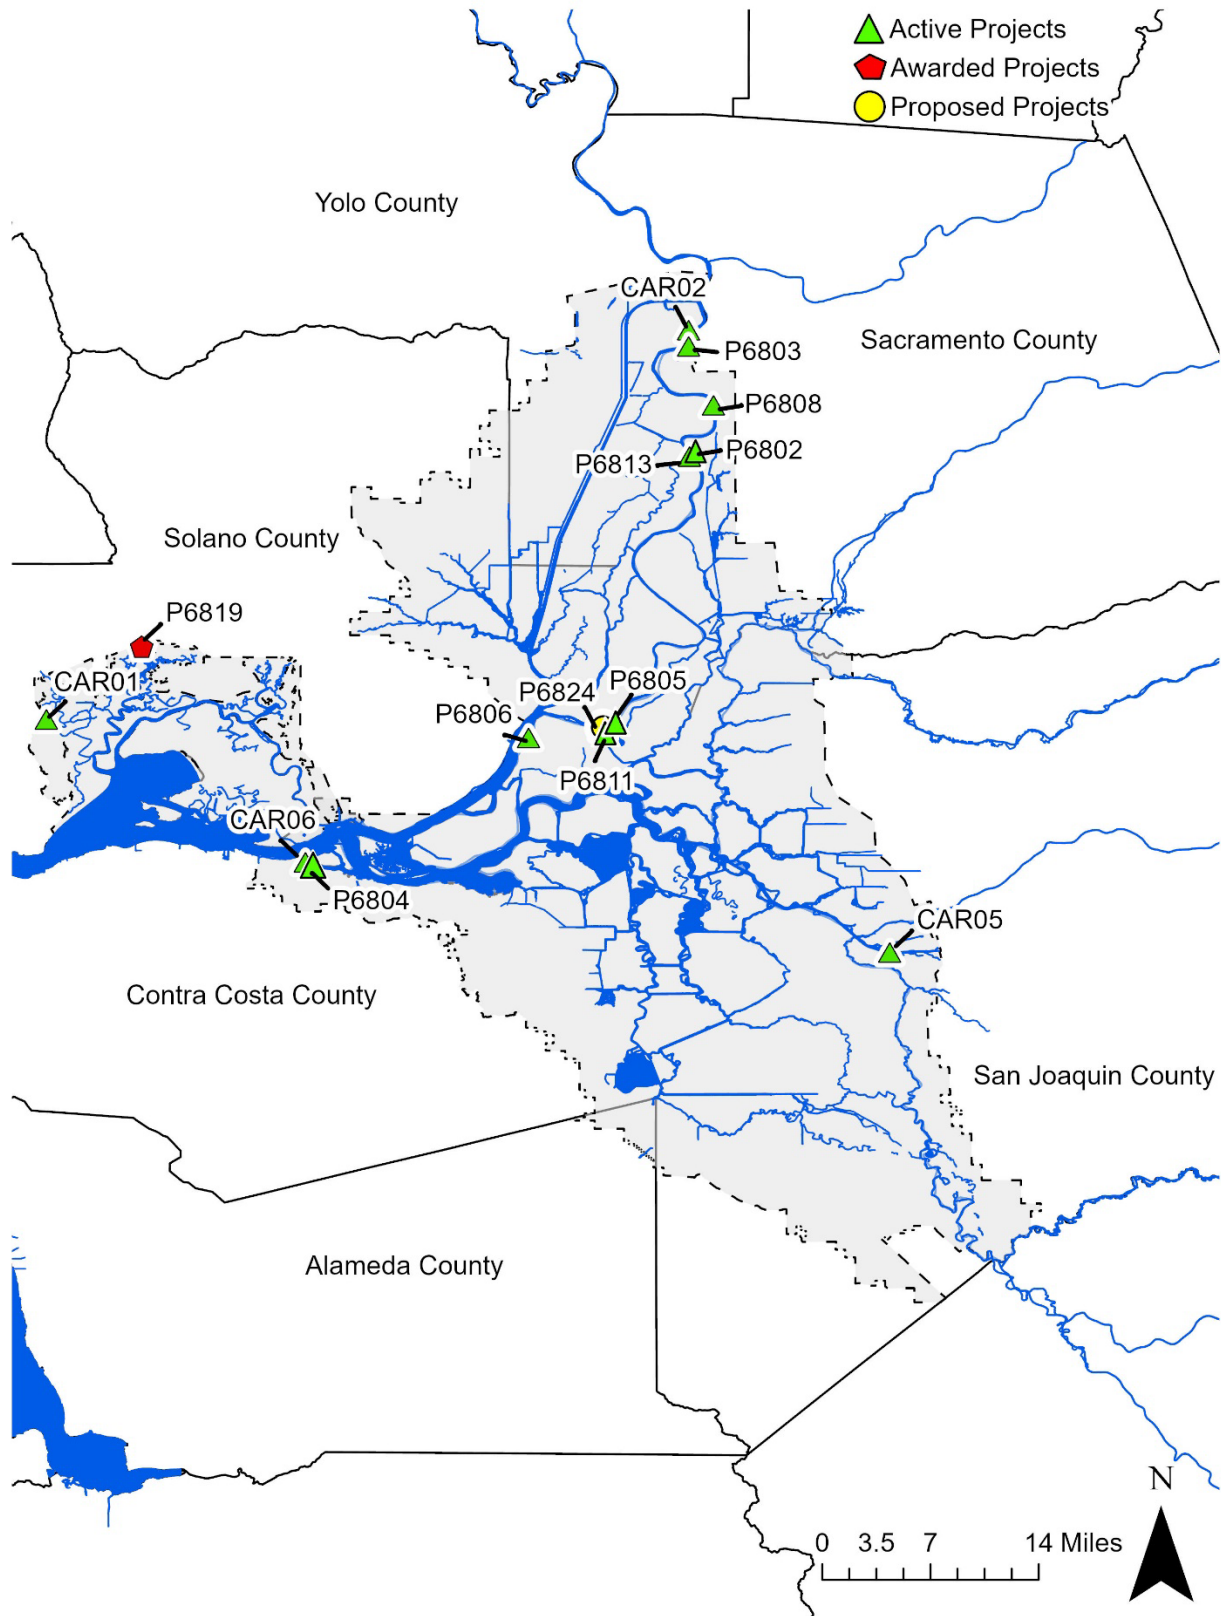 Active Projects
Awarded Projects
Proposed Projects
Yolo County
CAR02
Sacramento County
P6803
P6808
P6802
P6813
Solano County
P6819
CAR01
P6805
P6824
P6806
P6811
CAR06
P6804
CAR05
Contra Costa County
San Joaquin County
Alameda County
N
0 3.5 7 14 Miles